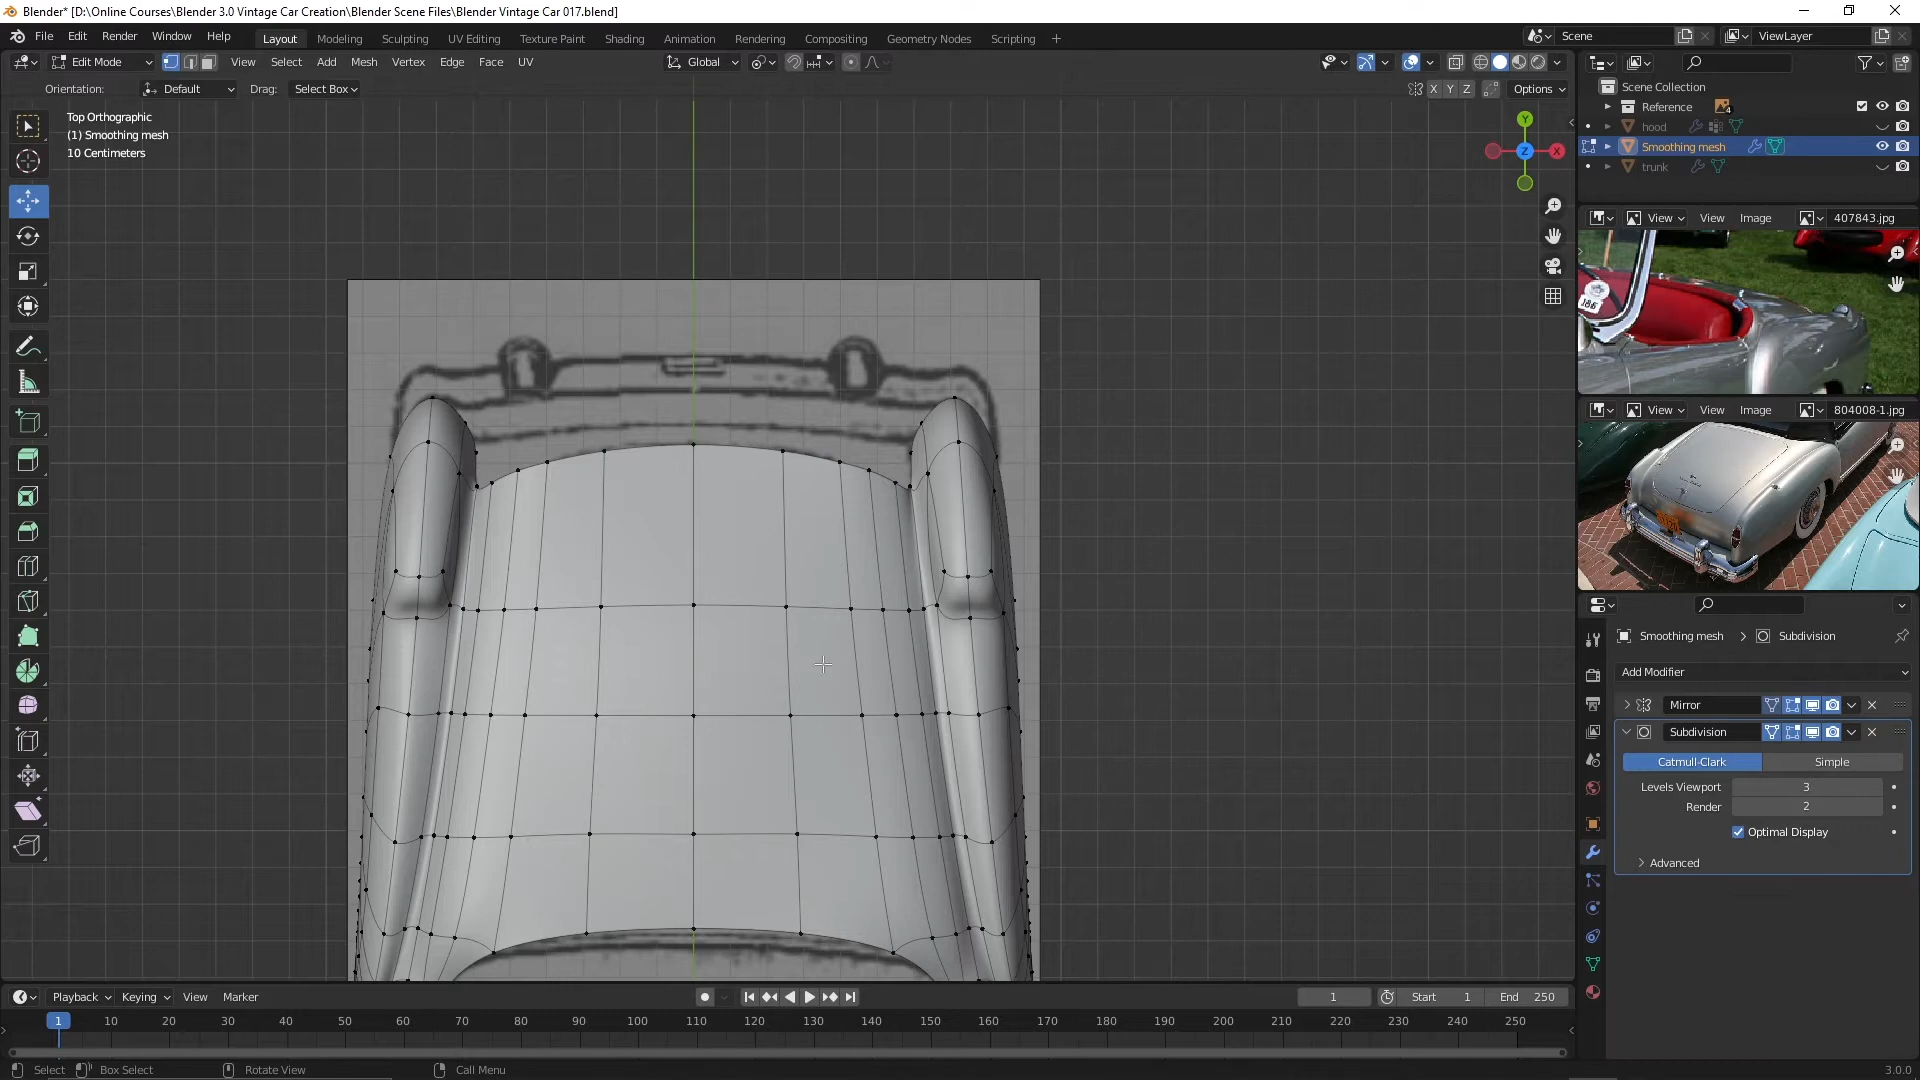 Blender* [D:\Online Courses\Blender 3.0 Vintage Car Creation\Blender Scene Files\Blender Vintage Car 017.blend]
File Edit Render Window Help Layout Modeling Sculpting UV Editing Texture Paint Shading Animation Rendering Compositing Geometry Nodes Scripting + Scene ViewLayer
Edit Mode View Select Add Mesh Vertex Edge Face UV Global
Orientation: Default Drag: Select Box X Y Z Options
Top Orthographic
(1) Smoothing mesh
10 Centimeters
Y
X
Z
Scene Collection
Reference 4
hood
Smoothing mesh
trunk
View View Image 407843.jpg
186
View View Image 804008-1.jpg
Smoothing mesh > Subdivision
Add Modifier
Mirror
Subdivision
Catmull-Clark Simple
Levels Viewport 3
Render 2
Optimal Display
Advanced
Playback Keying View Marker 1 Start 1 End 250
1 10 20 30 40 50 60 70 80 90 100 110 120 130 140 150 160 170 180 190 200 210 220 230 240 250
Select Box Select Rotate View Call Menu 3.0.0